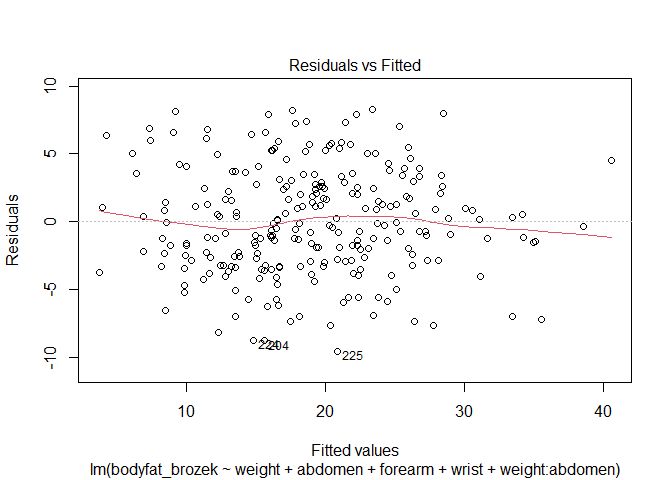 Residuals vs Fitted
10
5
0
-5
-10
Residuals
204
225
10
20
30
40
Fitted values
lm(bodyfat_brozek ~ weight + abdomen + forearm + wrist + weight:abdomen)